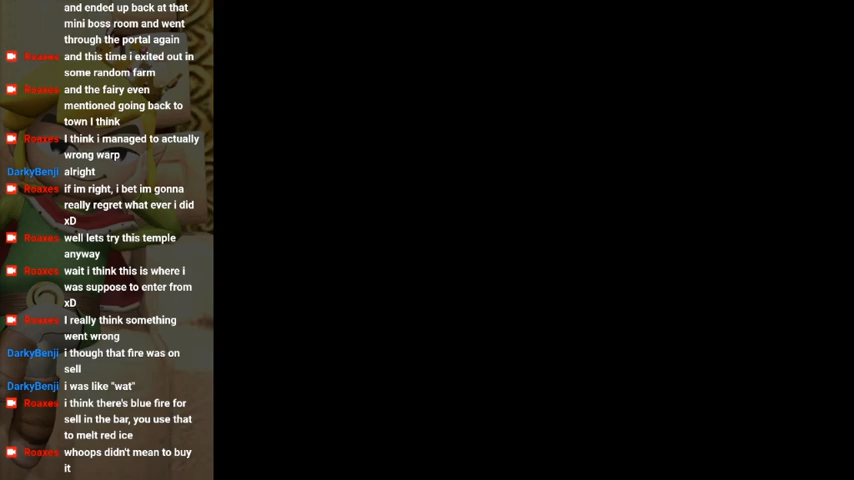 and ended up back at that
mini boss room and went
through the portal again
Roaxes and this time i exited out in
some random farm
Roaxes and the fairy even
mentioned going back to
town I think
Roaxes I think i managed to actually
wrong warp
DarkyBenji alright
Roaxes if im right, i bet im gonna
really regret what ever i did
xD
Roaxes well lets try this temple
anyway
Roaxes wait i think this is where i
was suppose to enter from
xD
Roaxes I really think something
went wrong
DarkyBenji i though that fire was on
sell
DarkyBenji i was like "wat"
Roaxes i think there's blue fire for
sell in the bar, you use that
to melt red ice
Roaxes whoops didn't mean to buy
it